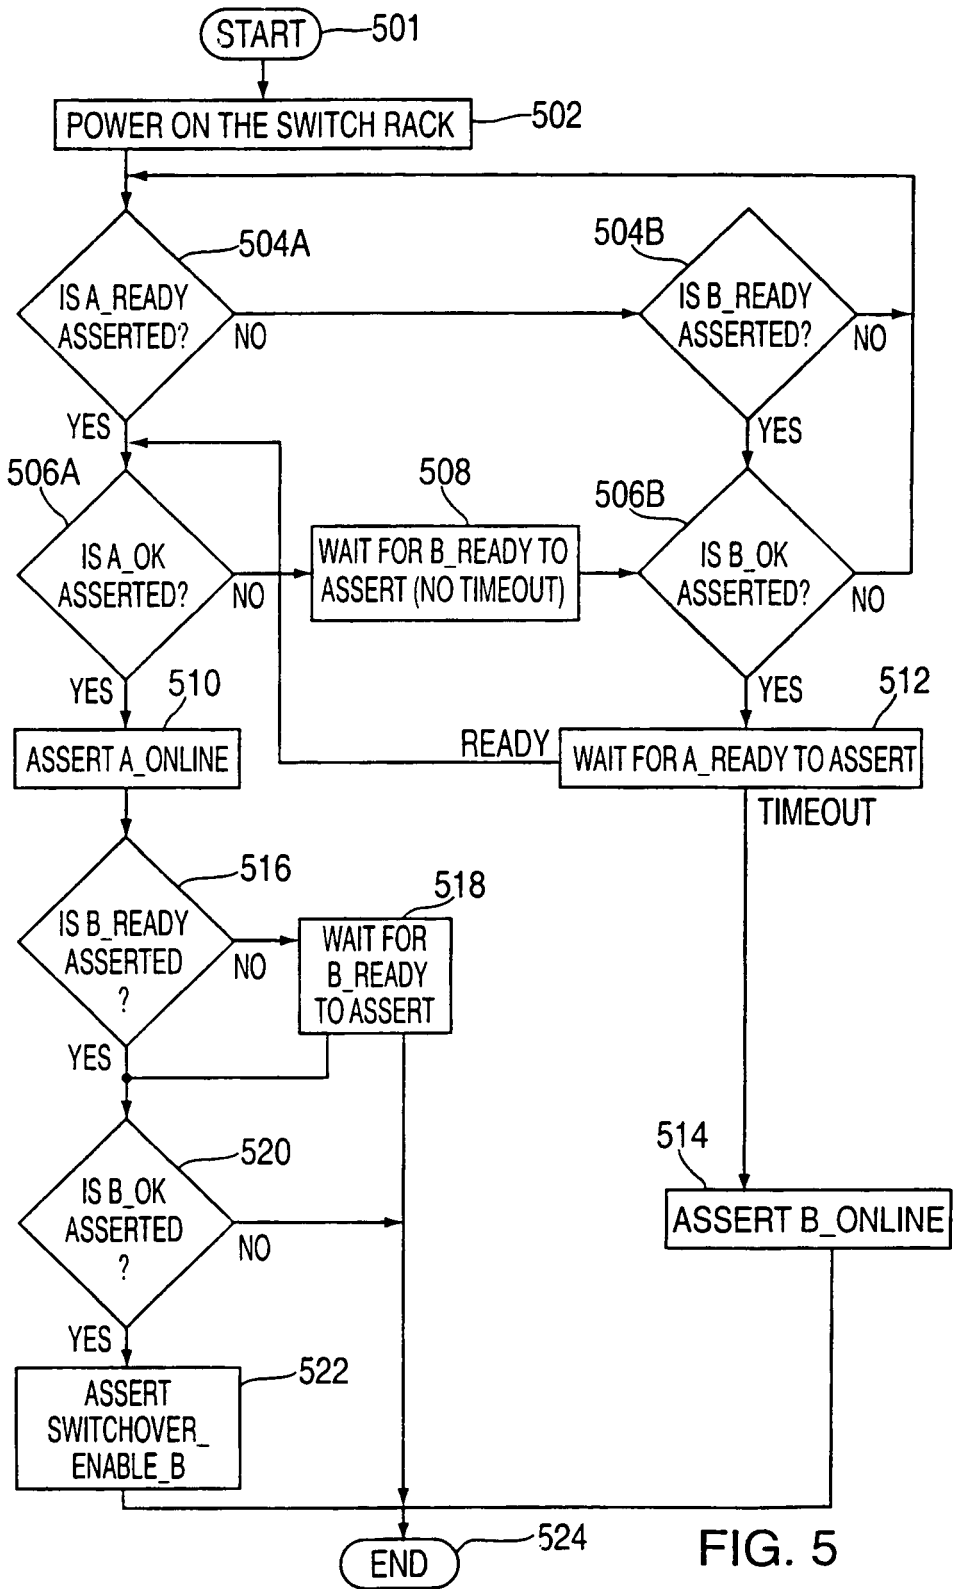 START
501
POWER ON THE SWITCH RACK
502
504A
504B
IS A_READY
ASSERTED?
NO
IS B_READY
ASSERTED?
NO
YES
YES
506A
508
506B
IS A_OK
ASSERTED?
NO
WAIT FOR B_READY TO
ASSERT (NO TIMEOUT)
IS B_OK
ASSERTED?
NO
YES
510
YES
512
ASSERT A_ONLINE
READY
WAIT FOR A_READY TO ASSERT
TIMEOUT
516
518
IS B_READY
ASSERTED
?
NO
WAIT FOR
B_READY
TO ASSERT
YES
520
514
IS B_OK
ASSERTED
?
NO
ASSERT B_ONLINE
YES
522
ASSERT
SWITCHOVER_
ENABLE_B
END
524
FIG. 5